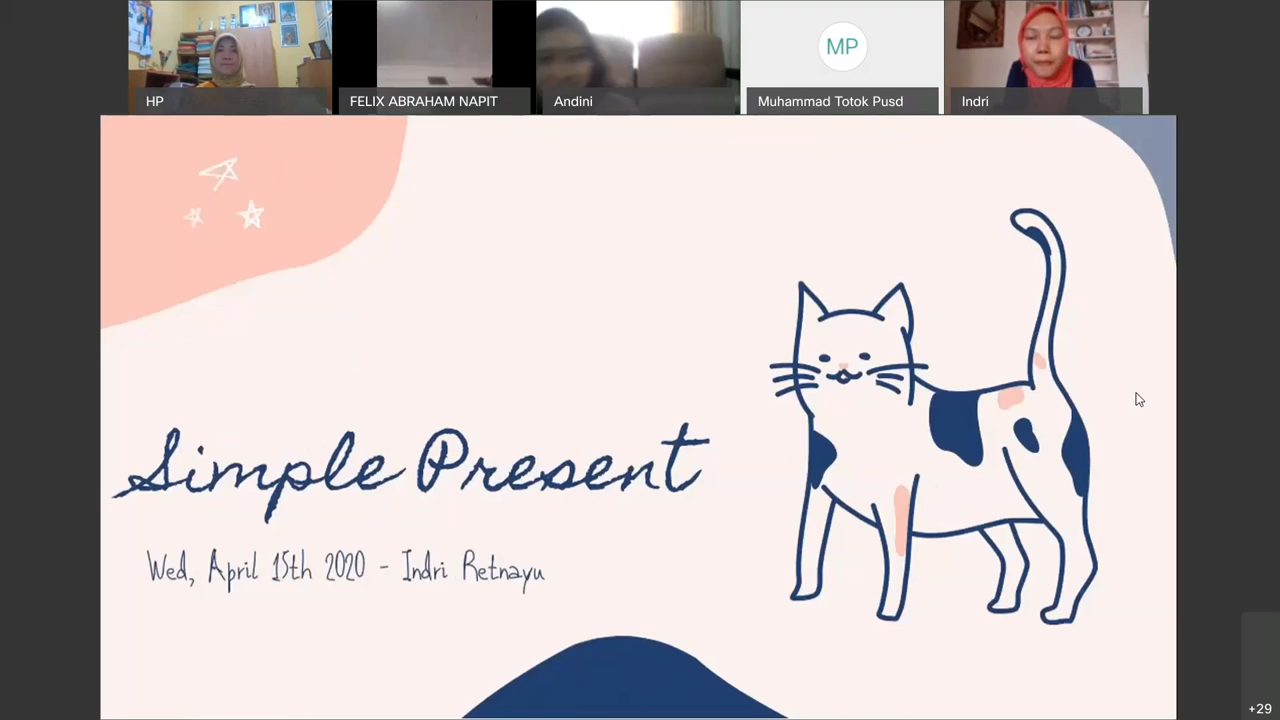 HP
FELIX ABRAHAM NAPIT
Andini
MP
Muhammad Totok Pusd
Indri
Simple Present
Wed, April 15th 2020 - Indri Retnayu
+29